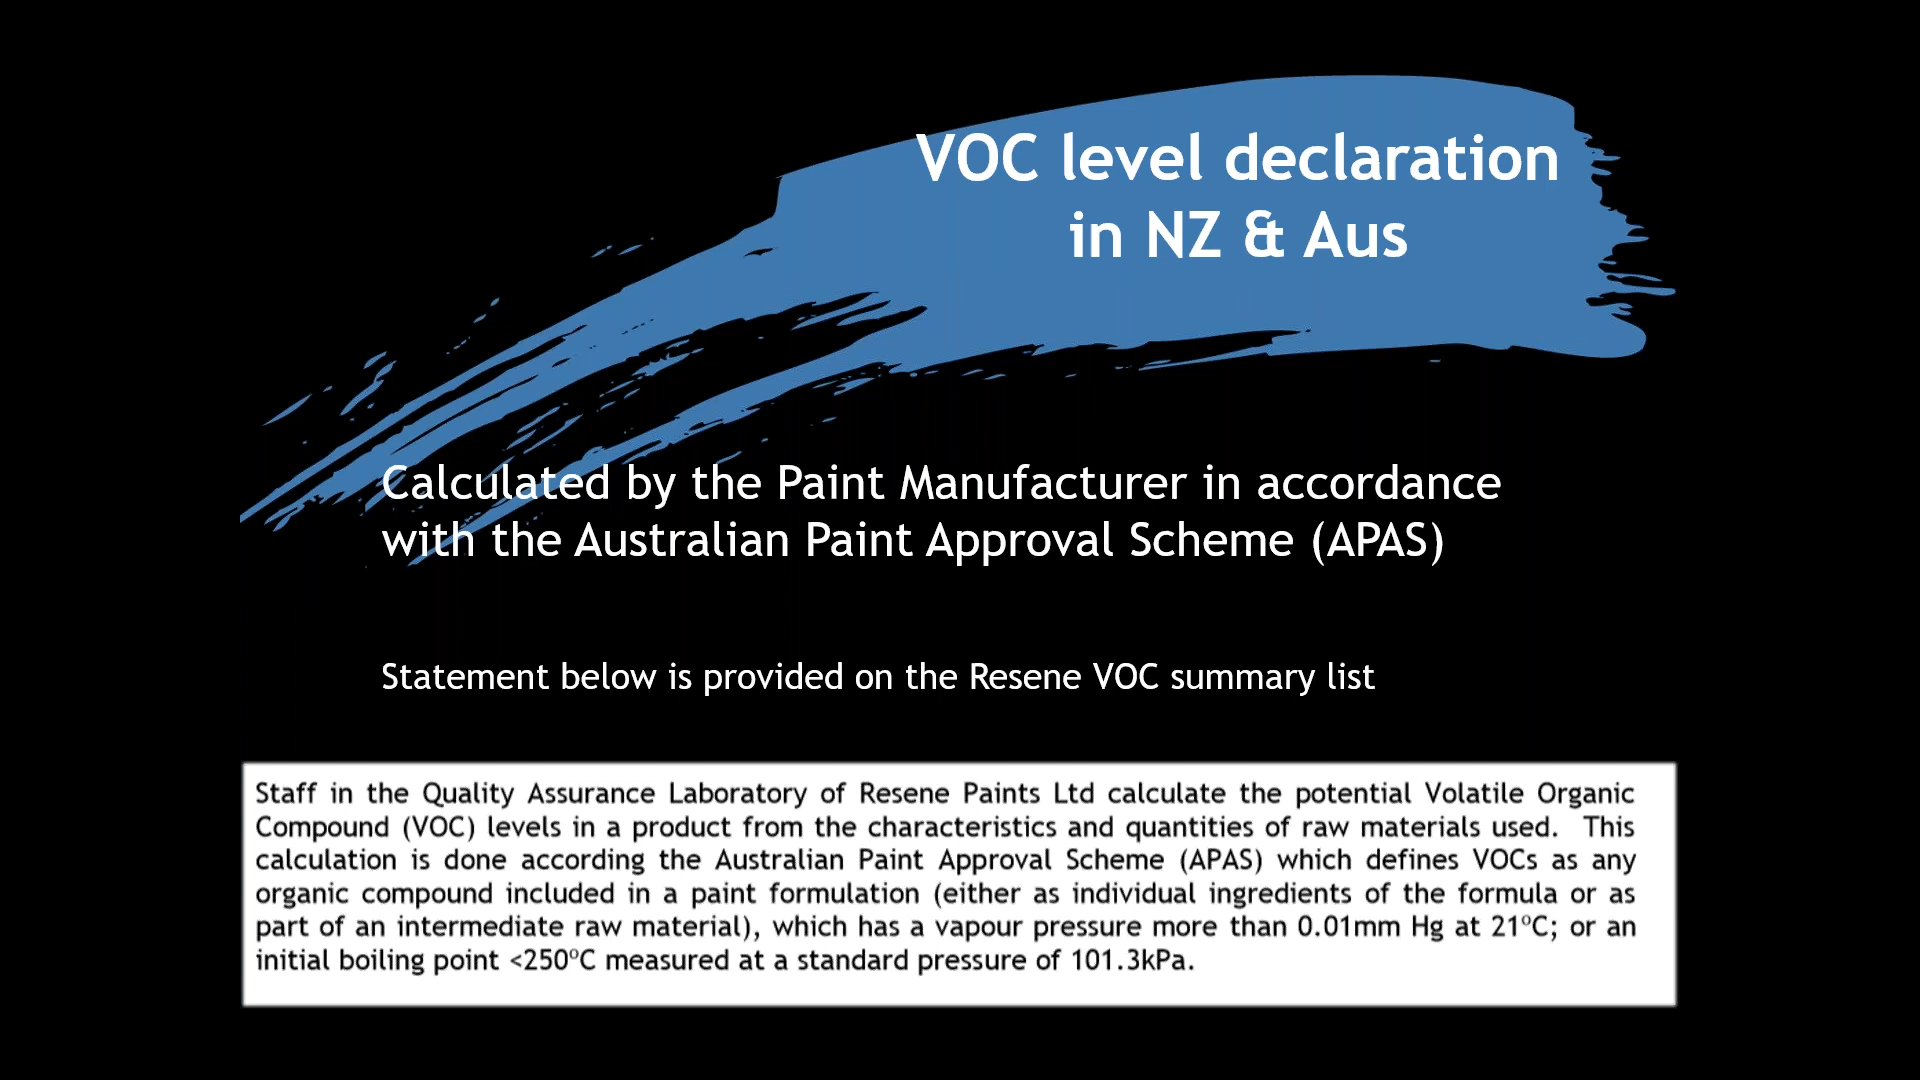 VOC level declaration
in NZ & Aus
Calculated by the Paint Manufacturer in accordance
with the Australian Paint Approval Scheme (APAS)
Statement below is provided on the Resene VOC summary list
Staff in the Quality Assurance Laboratory of Resene Paints Ltd calculate the potential Volatile Organic
Compound (VOC) levels in a product from the characteristics and quantities of raw materials used. This
calculation is done according the Australian Paint Approval Scheme (APAS) which defines VOCs as any
organic compound included in a paint formulation (either as individual ingredients of the formula or as
part of an intermediate raw material), which has a vapour pressure more than 0.01mm Hg at 21ºC; or an
initial boiling point <250ºC measured at a standard pressure of 101.3kPa.